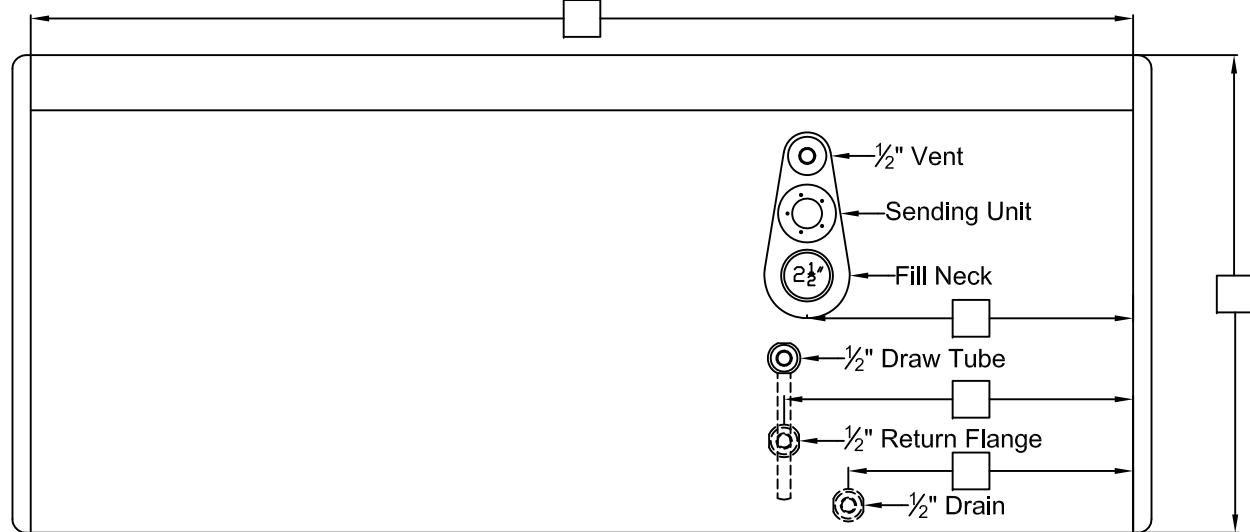 ½" Vent
Sending Unit
2½"
Fill Neck
½" Draw Tube
½" Return Flange
½" Drain